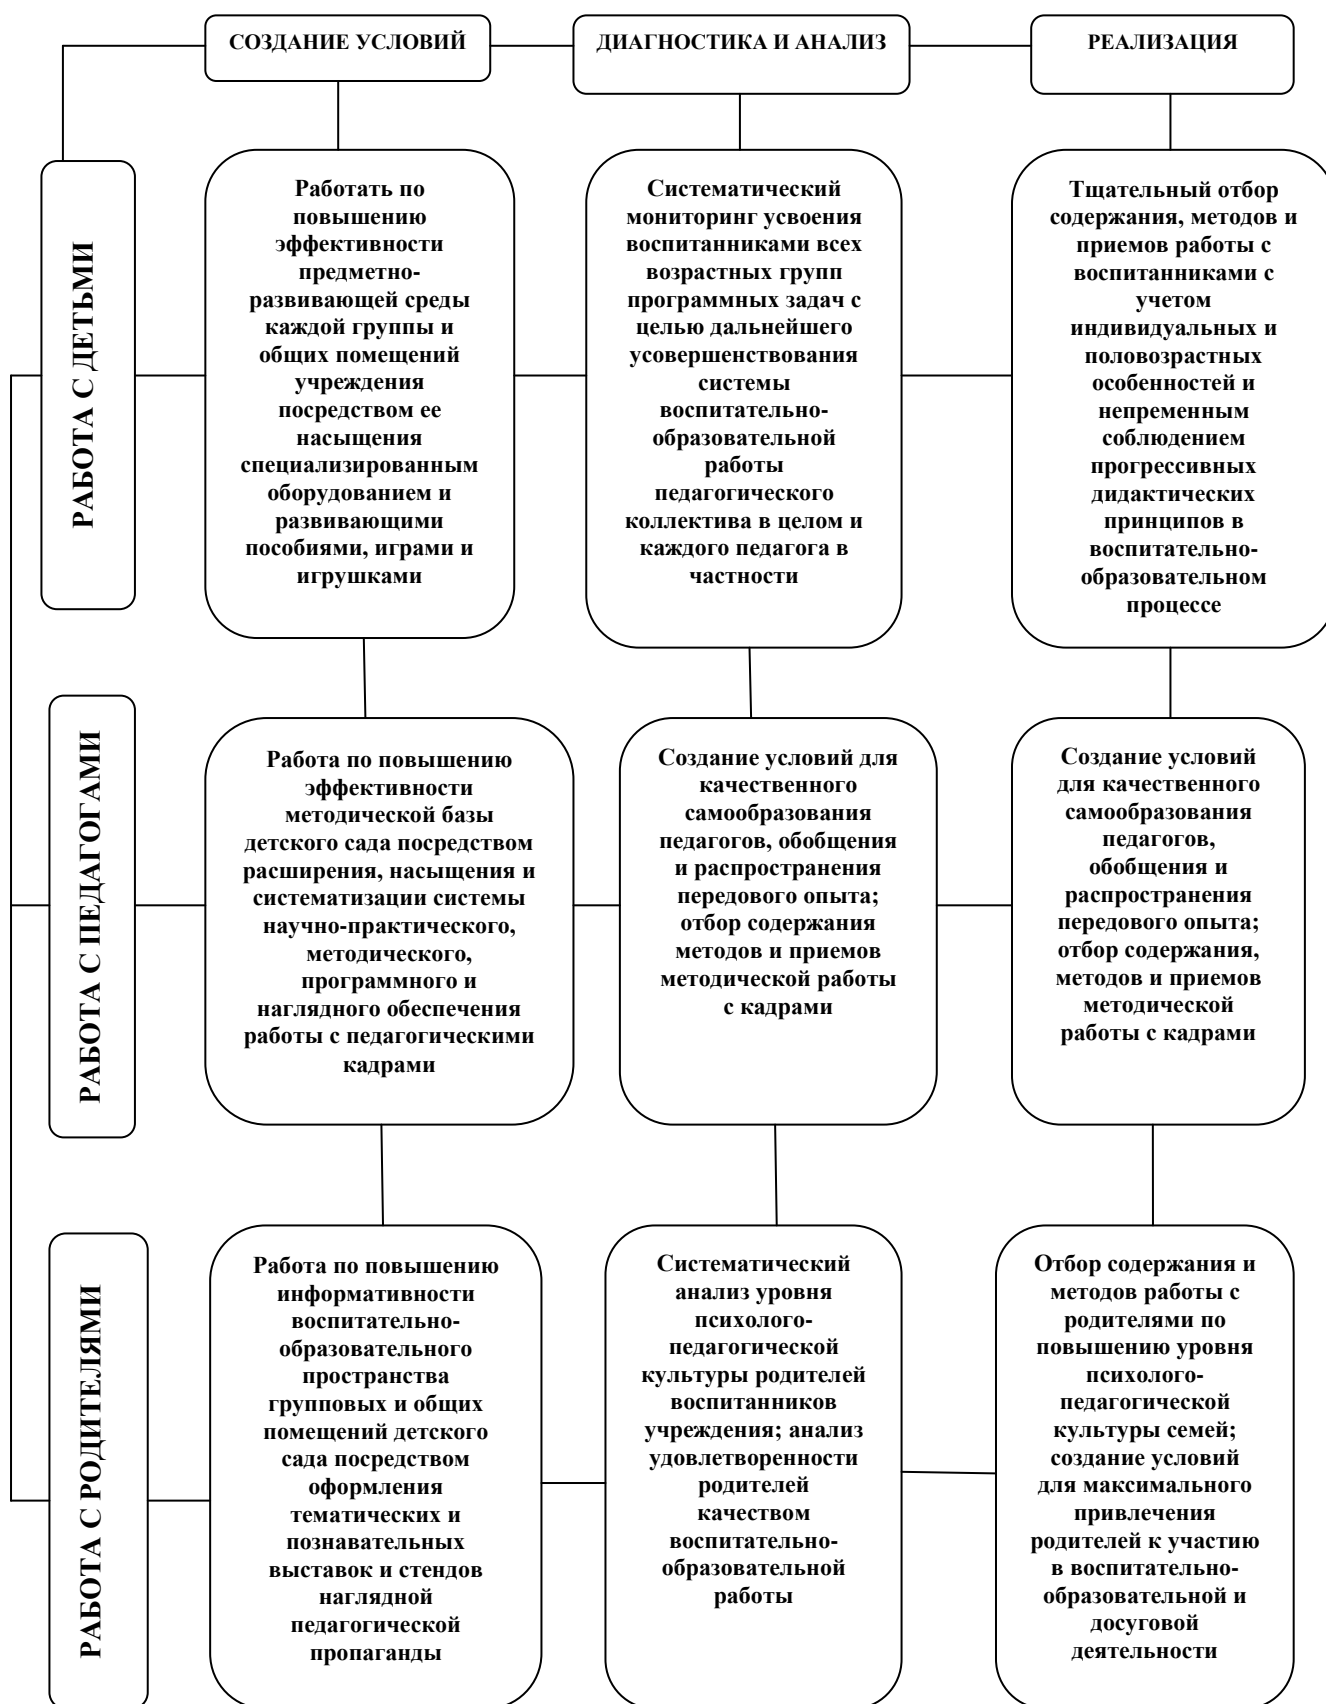 СОЗДАНИЕ УСЛОВИЙ
ДИАГНОСТИКА И АНАЛИЗ
РЕАЛИЗАЦИЯ
РАБОТА С ДЕТЬМИ
Работать по
повышению
эффективности
предметно-
развивающей среды
каждой группы и
общих помещений
учреждения
посредством ее
насыщения
специализированным
оборудованием и
развивающими
пособиями, играми и
игрушками
Систематический
мониторинг усвоения
воспитанниками всех
возрастных групп
программных задач с
целью дальнейшего
усовершенствования
системы
воспитательно-
образовательной
работы
педагогического
коллектива в целом и
каждого педагога в
частности
Тщательный отбор
содержания, методов и
приемов работы с
воспитанниками с
учетом
индивидуальных и
половозрастных
особенностей и
непременным
соблюдением
прогрессивных
дидактических
принципов в
воспитательно-
образовательном
процессе
РАБОТА С ПЕДАГОГАМИ
Работа по повышению
эффективности
методической базы
детского сада посредством
расширения, насыщения и
систематизации системы
научно-практического,
методического,
программного и
наглядного обеспечения
работы с педагогическими
кадрами
Создание условий для
качественного
самообразования
педагогов, обобщения
и распространения
передового опыта;
отбор содержания
методов и приемов
методической работы
с кадрами
Создание условий
для качественного
самообразования
педагогов,
обобщения и
распространения
передового опыта;
отбор содержания,
методов и приемов
методической
работы с кадрами
РАБОТА С РОДИТЕЛЯМИ
Работа по повышению
информативности
воспитательно-
образовательного
пространства
групповых и общих
помещений детского
сада посредством
оформления
тематических и
познавательных
выставок и стендов
наглядной
педагогической
пропаганды
Систематический
анализ уровня
психолого-
педагогической
культуры родителей
воспитанников
учреждения; анализ
удовлетворенности
родителей
качеством
воспитательно-
образовательной
работы
Отбор содержания и
методов работы с
родителями по
повышению уровня
психолого-
педагогической
культуры семей;
создание условий
для максимального
привлечения
родителей к участию
в воспитательно-
образовательной и
досуговой
деятельности